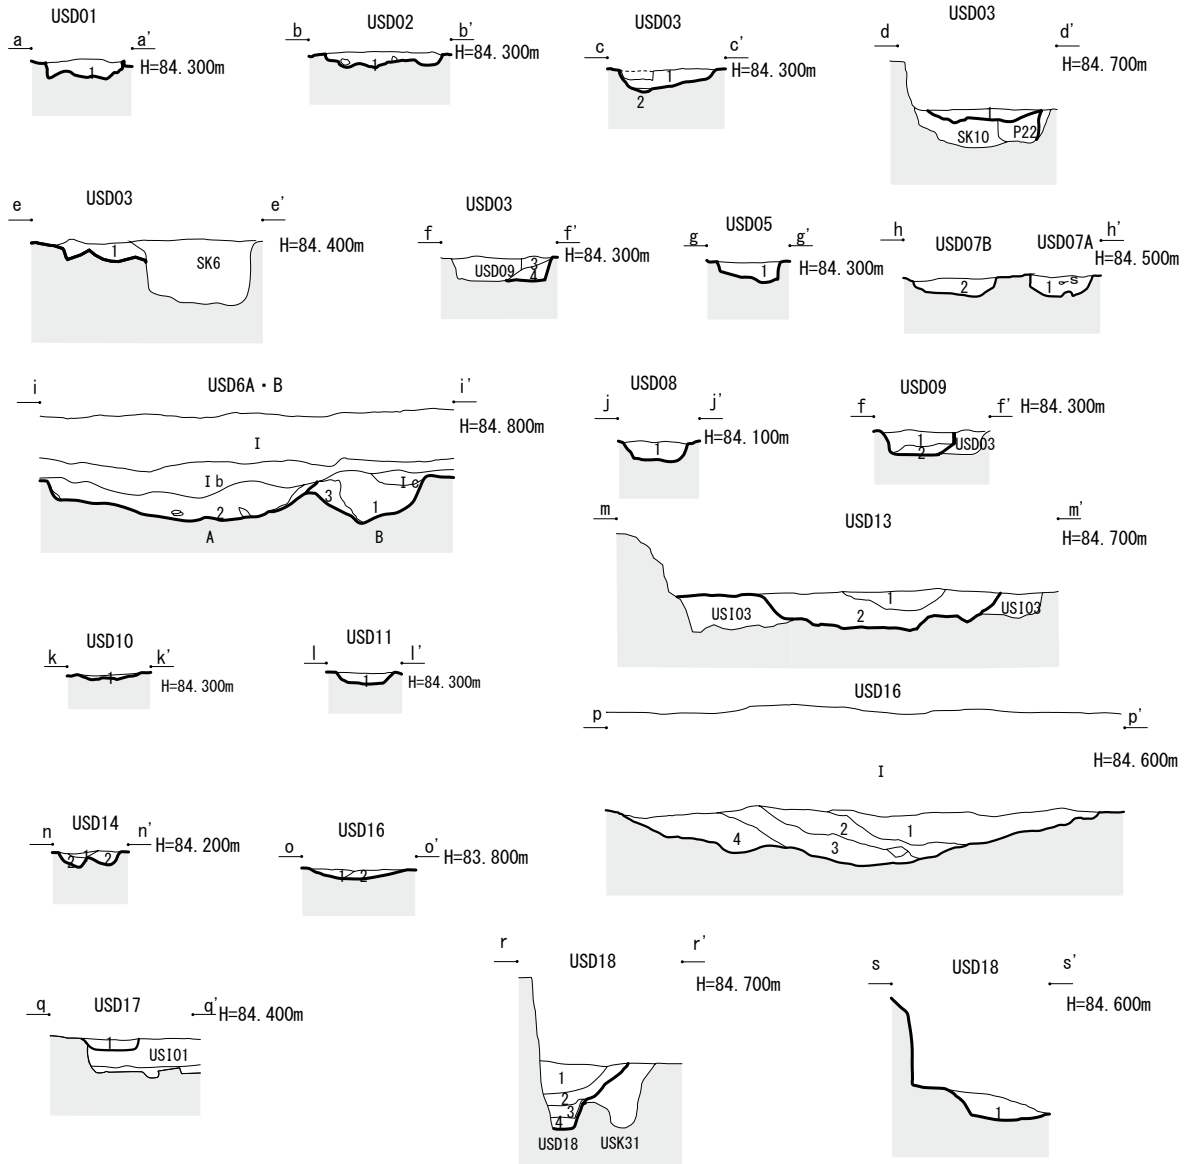 USD01
a a'
H=84.300m
1
USD02
b b'
H=84.300m
1
USD03
c c'
H=84.300m
1
2
USD03
d d'
H=84.700m
1
SK10 P22
USD03
e e'
H=84.400m
1
SK6
USD03
f f'
H=84.300m
USD09 3
4
USD05
g g'
H=84.300m
1
USD07B USD07A
h h'
H=84.500m
2 1 S
USD6A・B
i i'
H=84.800m
I
Ib Ic
2 3 1
A B
USD08
j j'
H=84.100m
1
USD09
f f' H=84.300m
1 USD03
2
USD13
m m'
H=84.700m
1
USI03 2 USI03
USD10
k k'
H=84.300m
1
USD11
l l'
H=84.300m
1
USD16
p p'
H=84.600m
I
4 2 1
3
USD14
n n'
H=84.200m
2 1 2
USD16
o o'
H=83.800m
1 2
USD17
q q'
H=84.400m
1
USI01
USD18
r r'
H=84.700m
1
2
3
4
USD18 USK31
USD18
s s'
H=84.600m
1